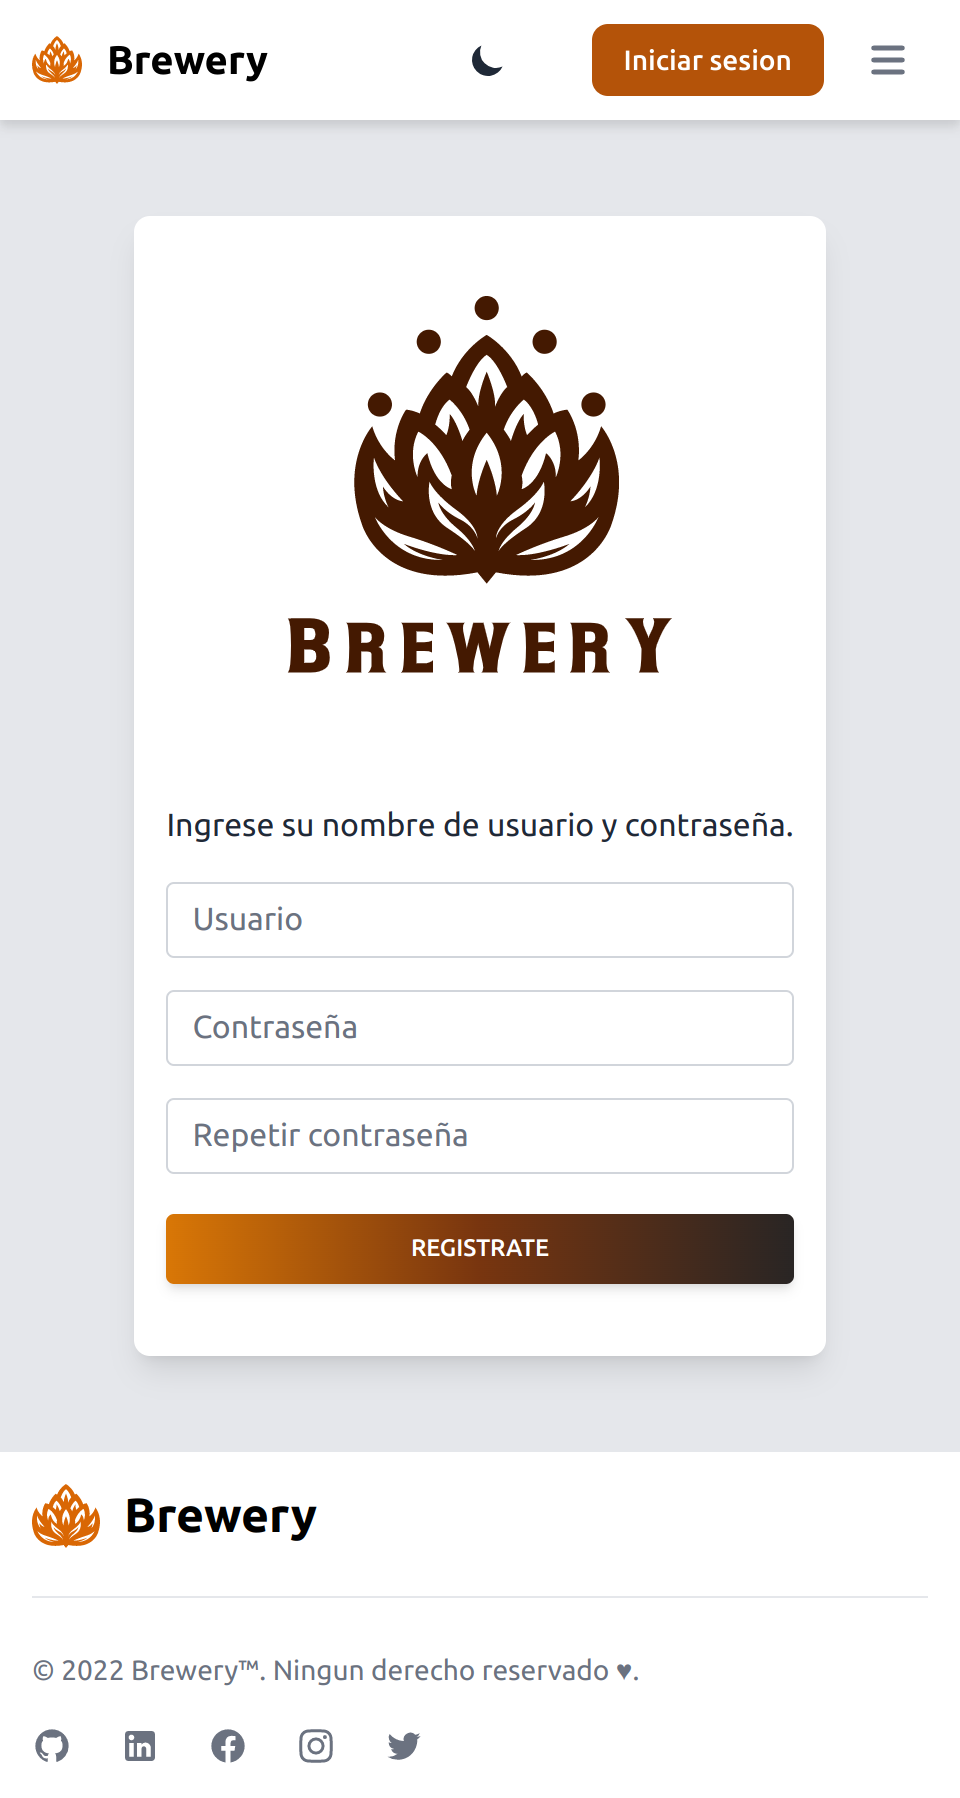 Brewery
Iniciar sesion
BREWERY
Ingrese su nombre de usuario y contraseña.
Usuario
Contraseña
Repetir contraseña
REGISTRATE
Brewery
© 2022 Brewery™. Ningun derecho reservado ♥.